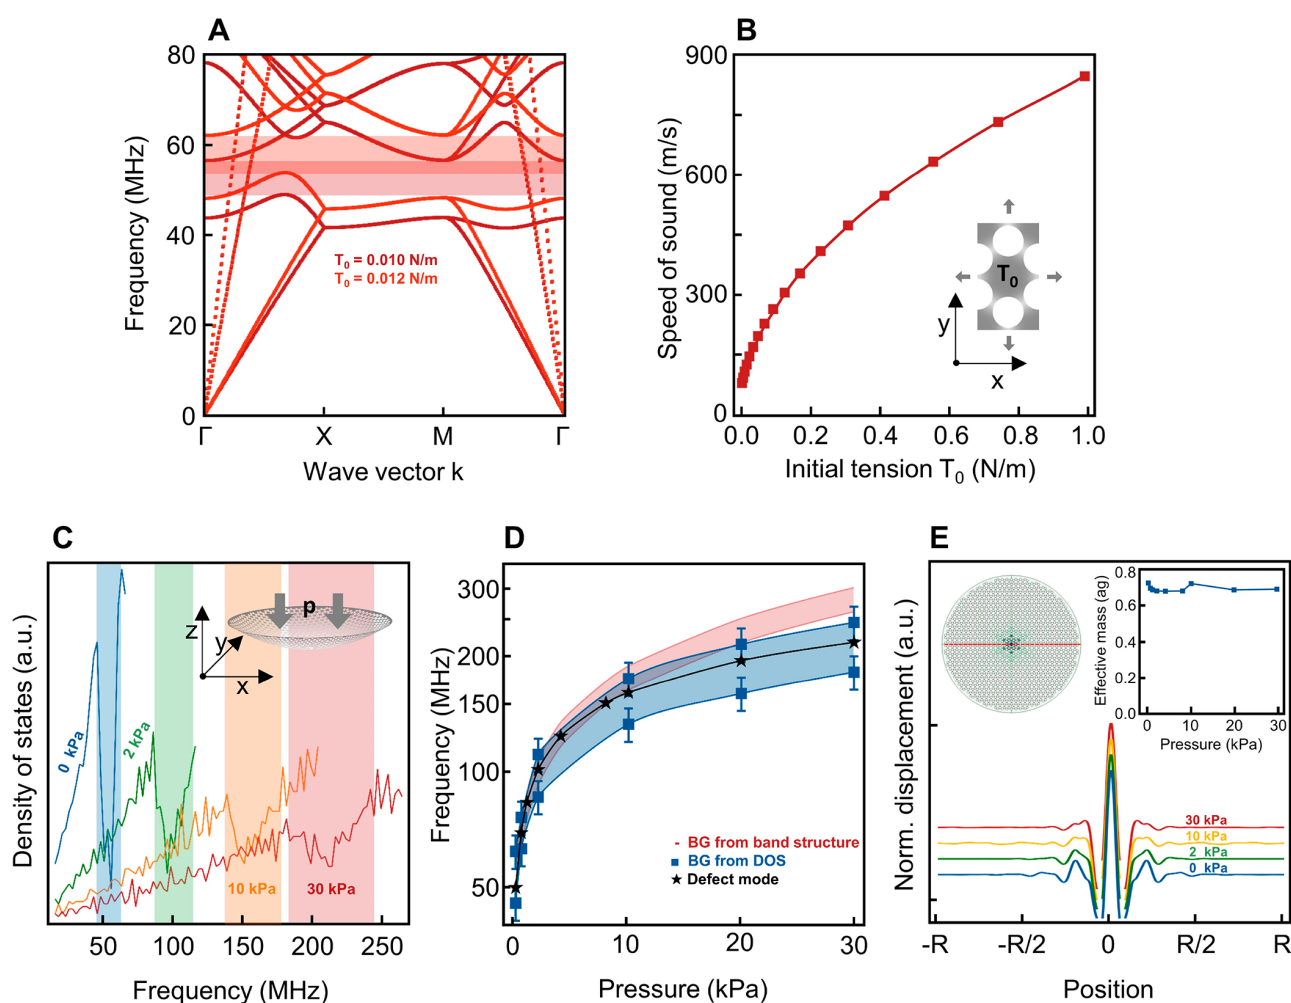 A
80
60
40
20
0
Frequency (MHz)
T₀ = 0.010 N/m
T₀ = 0.012 N/m
Γ X M Γ
Wave vector k
B
900
600
300
0
Speed of sound (m/s)
T₀
y
x
0.0 0.2 0.4 0.6 0.8 1.0
Initial tension T₀ (N/m)
C
Density of states (a.u.)
0 kPa
2 kPa
10 kPa
30 kPa
p
z
y
x
50 100 150 200 250
Frequency (MHz)
D
300
200
150
100
50
Frequency (MHz)
- BG from band structure
BG from DOS
Defect mode
0 10 20 30
Pressure (kPa)
E
Norm. displacement (a.u.)
0.8
0.6
0.4
0.2
0.0
Effective mass (ag)
0 10 20 30
Pressure (kPa)
30 kPa
10 kPa
2 kPa
0 kPa
-R -R/2 0 R/2 R
Position